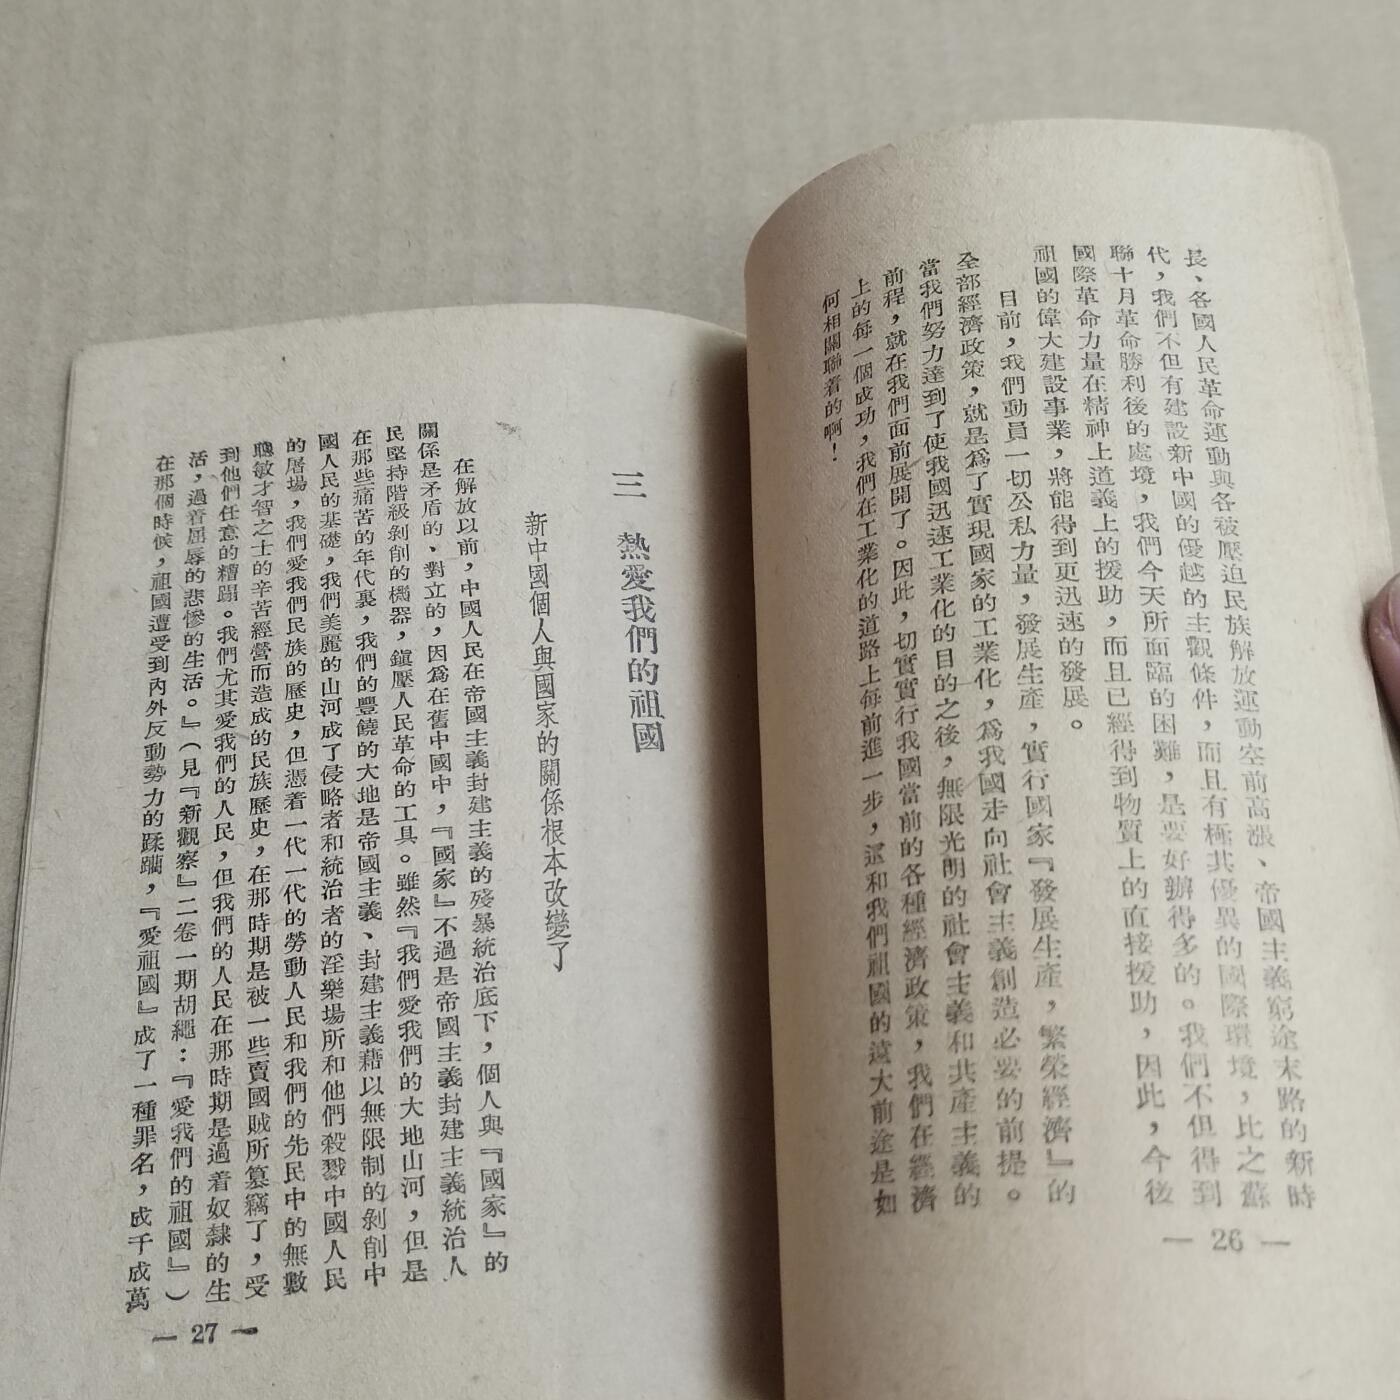 長、各國人民革命運動與各被壓迫民族解放運動空前高漲、帝國主義窮途末路的新時
代，我們不但有建設新中國的優越的主觀條件，而且有極其優異的國際環境，比之蘇
聯十月革命勝利後的處境，我們今天所面臨的困難，是要好辦得多的。我們不但得到
國際革命力量在精神上道義上的援助，而且已經得到物質上的直接援助，因此，今後
祖國的偉大建設事業，將能得到更迅速的發展。
目前，我們動員一切公私力量，發展生產，實行國家『發展生產，繁榮經濟』的
全部經濟政策，就是爲了實現國家的工業化，爲我國走向社會主義創造必要的前提。
當我們努力達到了使我國迅速工業化的目的之後，無限光明的社會主義和共產主義的
前程，就在我們面前展開了。因此，切實實行我國當前的各種經濟政策，我們在經濟
上的每一個成功，我們在工業化的道路上每前進一步，還和我們祖國的遠大前途是如
何相關聯着的啊！
— 26 —
三 熱愛我們的祖國
新中國個人與國家的關係根本改變了
在解放以前，中國人民在帝國主義封建主義的殘暴統治底下，個人與『國家』的
關係是矛盾的、對立的，因爲在舊中國中，『國家』不過是帝國主義封建主義統治人
民堅持階級剝削的機器，鎮壓人民革命的工具。雖然『我們愛我們的大地山河，但是
在那些痛苦的年代裏，我們的豐饒的大地是帝國主義、封建主義藉以無限制的剝削中
國人民的基礎，我們美麗的山河成了侵略者和統治者的淫樂場所和他們殺戮中國人民
的屠場，我們愛我們民族的歷史，但憑着一代一代的勞動人民和我們的先民中的無數
聰敏才智之士的辛苦經營而造成的民族歷史，在那時期是被一些賣國賊所篡竊了，受
到他們任意的糟蹋。我們尤其愛我們的人民，但我們的人民在那時期是過着奴隸的生
活，過着屈辱的悲慘的生活。』（見『新觀察』二卷一期胡繩：『愛我們的祖國』）
在那個時候，祖國遭受到內外反動勢力的蹂躪，『愛祖國』成了一種罪名，成千成萬
— 27 —